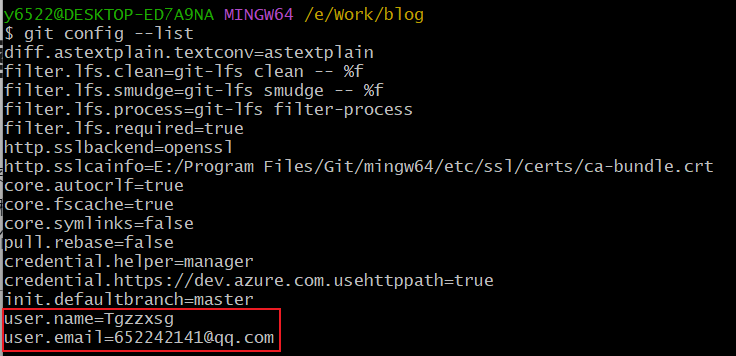 y6522@DESKTOP-ED7A9NA MINGW64 /e/Work/blog
$ git config --list
diff.astextplain.textconv=astextplain
filter.lfs.clean=git-lfs clean -- %f
filter.lfs.smudge=git-lfs smudge -- %f
filter.lfs.process=git-lfs filter-process
filter.lfs.required=true
http.sslbackend=openssl
http.sslcainfo=E:/Program Files/Git/mingw64/etc/ssl/certs/ca-bundle.crt
core.autocrlf=true
core.fscache=true
core.symlinks=false
pull.rebase=false
credential.helper=manager
credential.https://dev.azure.com.usehttppath=true
init.defaultbranch=master
user.name=Tgzzxsg
user.email=652242141@qq.com